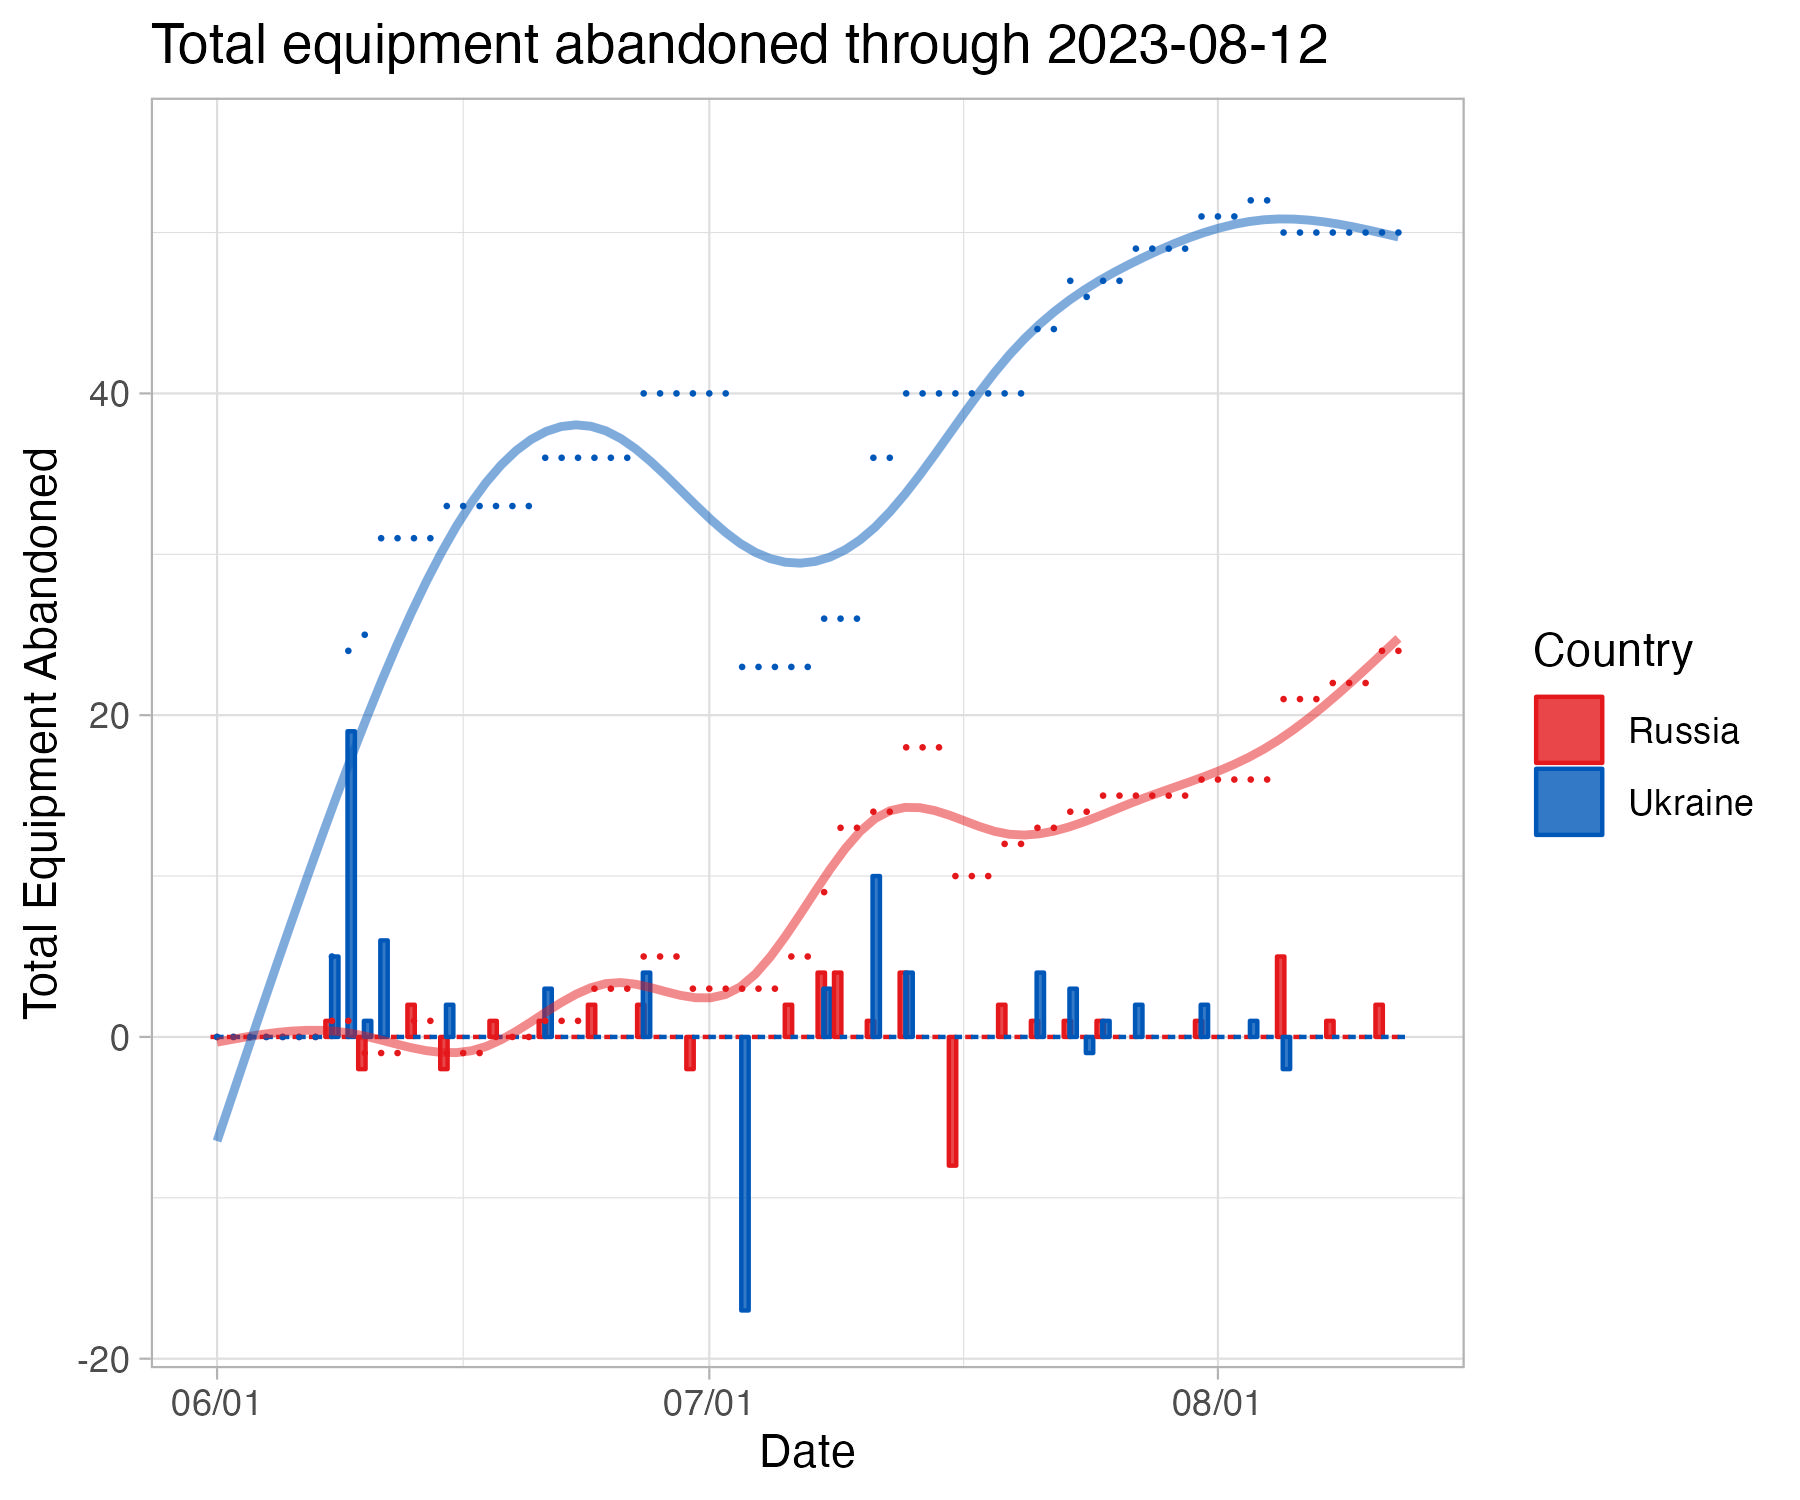 Total equipment abandoned through 2023-08-12
Total Equipment Abandoned
40
20
0
-20
06/01
07/01
08/01
Date
Country
Russia
Ukraine